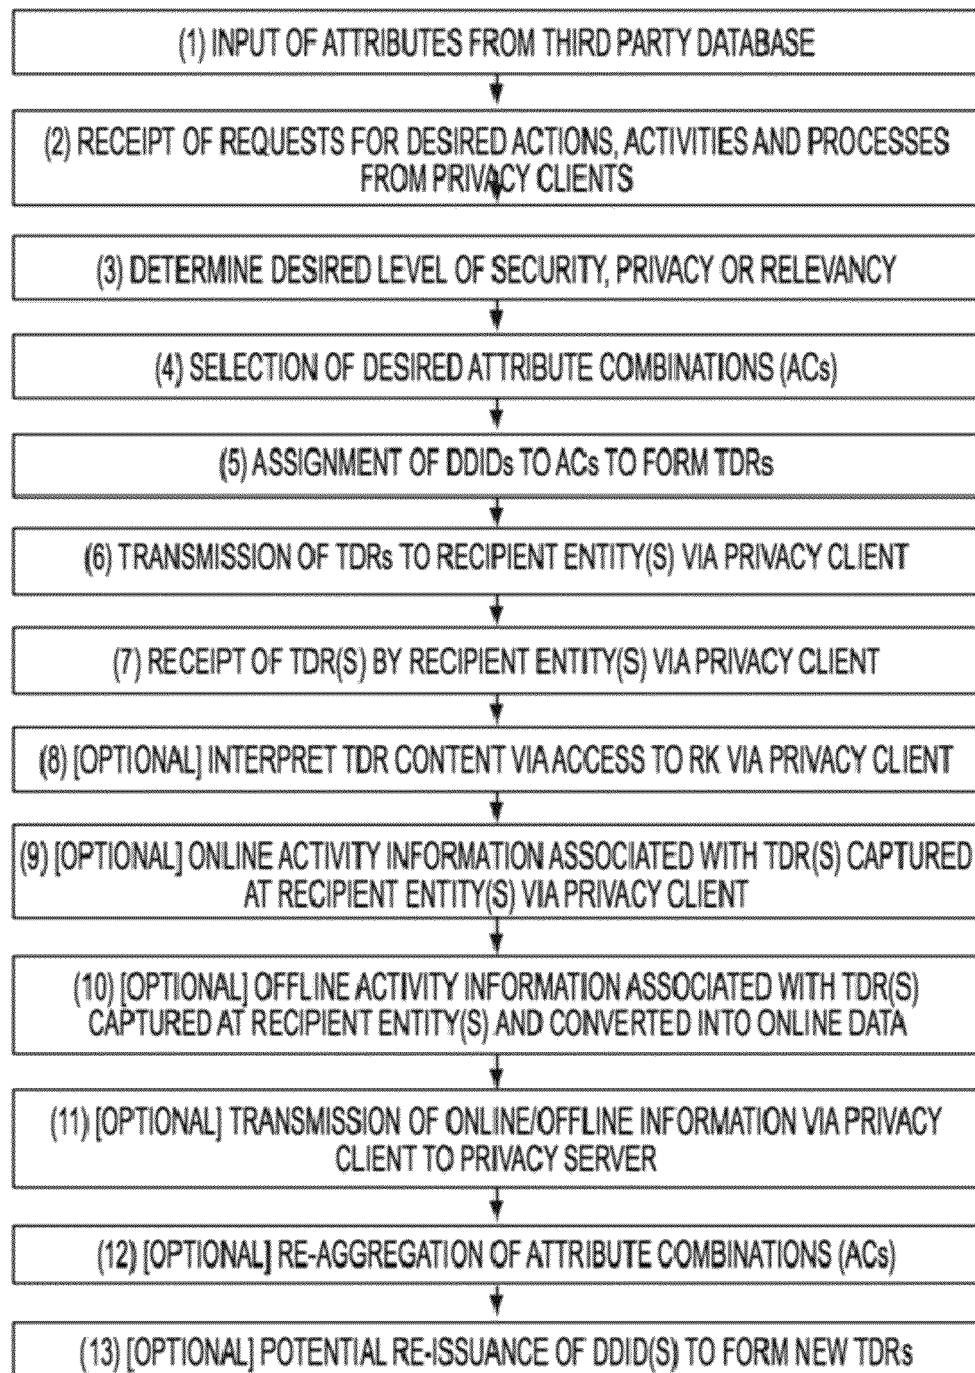 (1) INPUT OF ATTRIBUTES FROM THIRD PARTY DATABASE
(2) RECEIPT OF REQUESTS FOR DESIRED ACTIONS, ACTIVITIES AND PROCESSES
FROM PRIVACY CLIENTS
(3) DETERMINE DESIRED LEVEL OF SECURITY, PRIVACY OR RELEVANCY
(4) SELECTION OF DESIRED ATTRIBUTE COMBINATIONS (ACs)
(5) ASSIGNMENT OF DDIDs TO ACs TO FORM TDRs
(6) TRANSMISSION OF TDRs TO RECIPIENT ENTITY(S) VIA PRIVACY CLIENT
(7) RECEIPT OF TDR(S) BY RECIPIENT ENTITY(S) VIA PRIVACY CLIENT
(8) [OPTIONAL] INTERPRET TDR CONTENT VIA ACCESS TO RK VIA PRIVACY CLIENT
(9) [OPTIONAL] ONLINE ACTIVITY INFORMATION ASSOCIATED WITH TDR(S) CAPTURED
AT RECIPIENT ENTITY(S) VIA PRIVACY CLIENT
(10) [OPTIONAL] OFFLINE ACTIVITY INFORMATION ASSOCIATED WITH TDR(S)
CAPTURED AT RECIPIENT ENTITY(S) AND CONVERTED INTO ONLINE DATA
(11) [OPTIONAL] TRANSMISSION OF ONLINE/OFFLINE INFORMATION VIA PRIVACY
CLIENT TO PRIVACY SERVER
(12) [OPTIONAL] RE-AGGREGATION OF ATTRIBUTE COMBINATIONS (ACs)
(13) [OPTIONAL] POTENTIAL RE-ISSUANCE OF DDID(S) TO FORM NEW TDRs